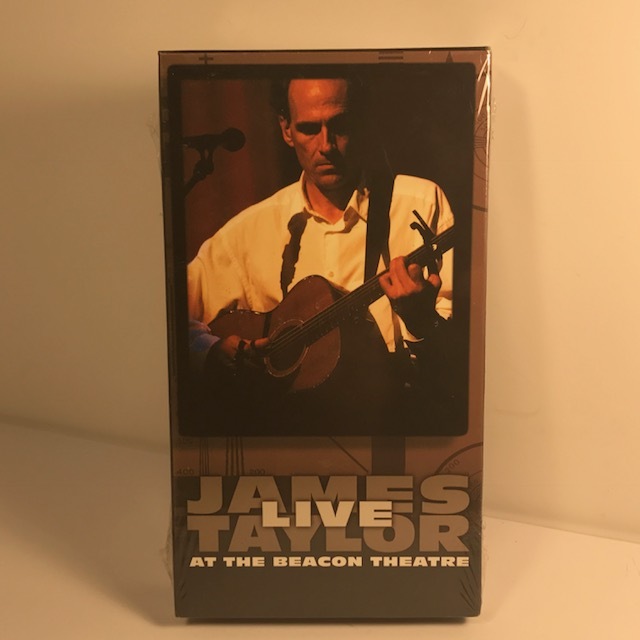 JAMES
LIVE
TAYLOR
AT THE BEACON THEATRE